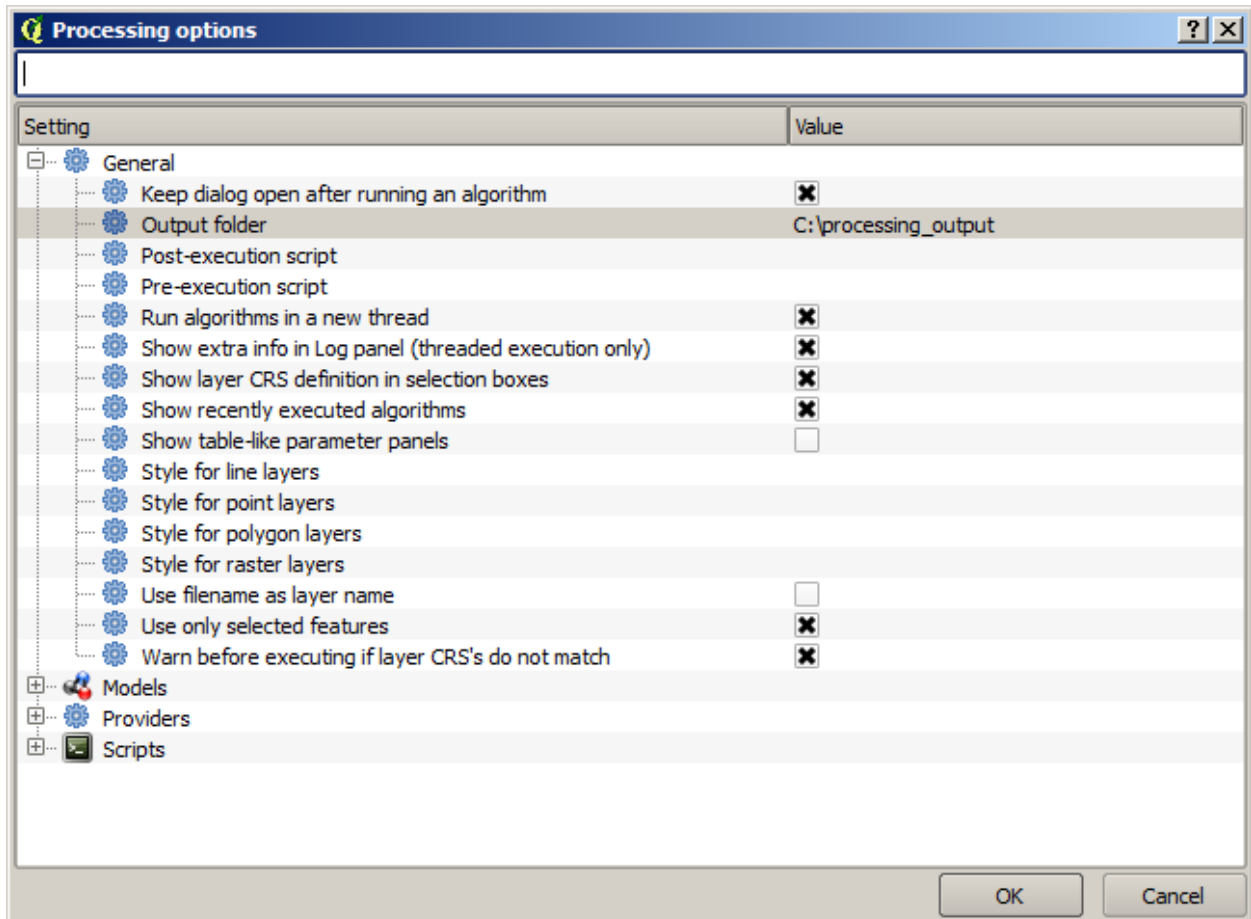 Processing options
Setting Value
General
Keep dialog open after running an algorithm
Output folder C:\processing_output
Post-execution script
Pre-execution script
Run algorithms in a new thread
Show extra info in Log panel (threaded execution only)
Show layer CRS definition in selection boxes
Show recently executed algorithms
Show table-like parameter panels
Style for line layers
Style for point layers
Style for polygon layers
Style for raster layers
Use filename as layer name
Use only selected features
Warn before executing if layer CRS's do not match
Models
Providers
Scripts
OK Cancel